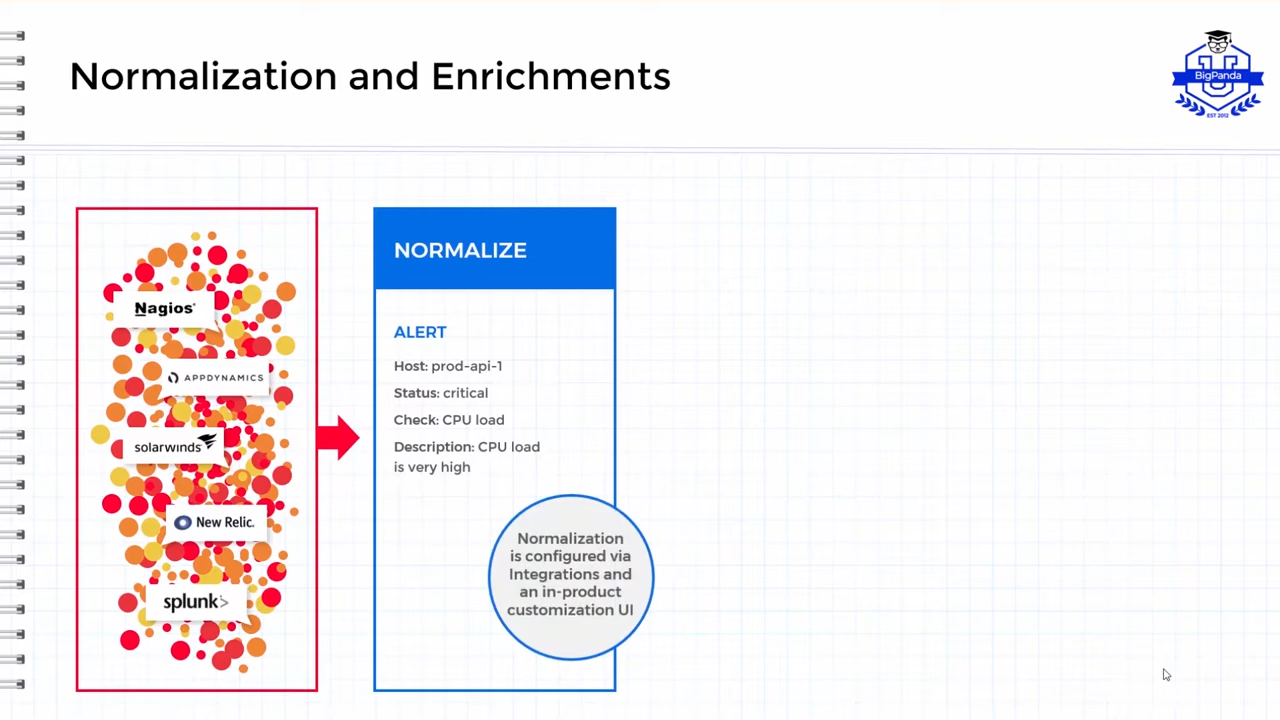 Normalization and Enrichments
BigPanda
U
EST 2012
Nagios®
APPDYNAMICS
solarwinds
New Relic.
splunk>
NORMALIZE
ALERT
Host: prod-api-1
Status: critical
Check: CPU load
Description: CPU load
is very high
Normalization
is configured via
Integrations and
an in-product
customization UI